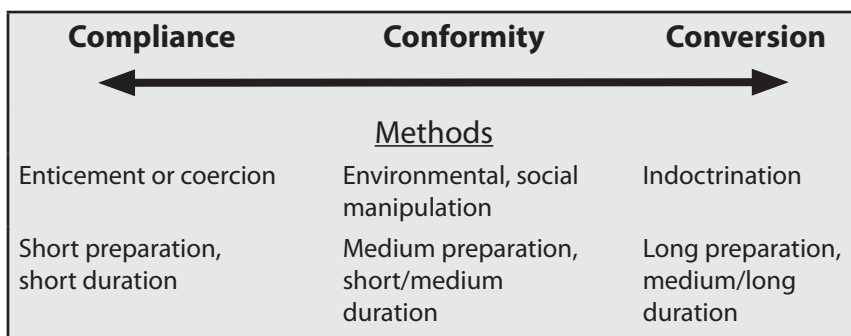 Compliance Conformity Conversion
Methods
Enticement or coercion Environmental, social Indoctrination
manipulation
Short preparation, Medium preparation, Long preparation,
short duration short/medium medium/long
duration duration